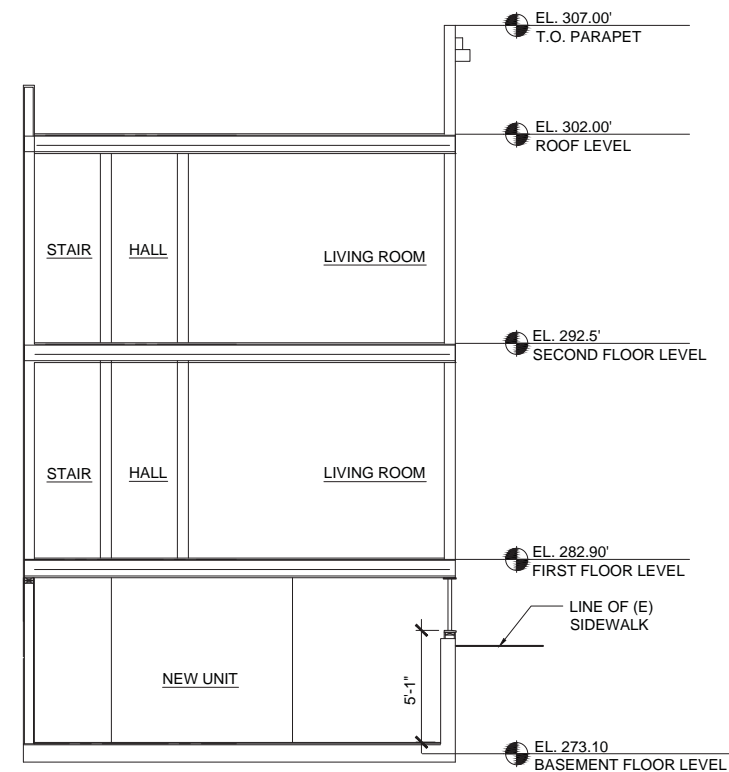 EL. 307.00'
T.O. PARAPET
EL. 302.00'
ROOF LEVEL
STAIR
HALL
LIVING ROOM
EL. 292.5'
SECOND FLOOR LEVEL
STAIR
HALL
LIVING ROOM
EL. 282.90'
FIRST FLOOR LEVEL
LINE OF (E)
SIDEWALK
NEW UNIT
5'-1"
EL. 273.10
BASEMENT FLOOR LEVEL